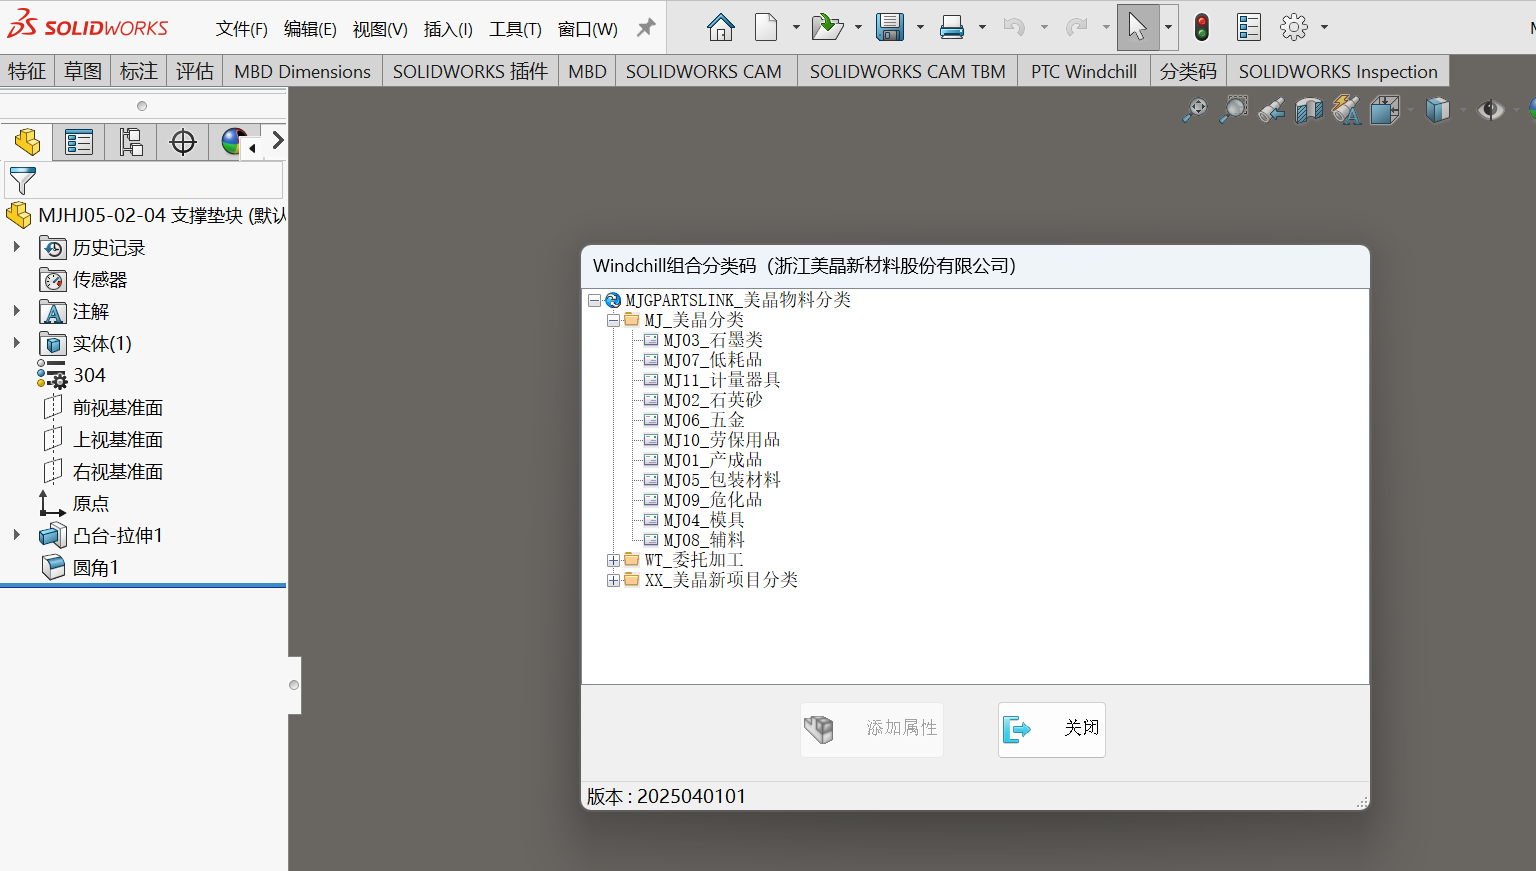 SOLIDWORKS 文件(F) 编辑(E) 视图(V) 插入(I) 工具(T) 窗口(W)
特征 草图 标注 评估 MBD Dimensions SOLIDWORKS 插件 MBD SOLIDWORKS CAM SOLIDWORKS CAM TBM PTC Windchill 分类码 SOLIDWORKS Inspection
MJHJ05-02-04 支撑垫块 (默认
历史记录
传感器
注解
实体(1)
304
前视基准面
上视基准面
右视基准面
原点
凸台-拉伸1
圆角1
Windchill组合分类码（浙江美晶新材料股份有限公司）
MJGPARTSLINK_美晶物料分类
MJ_美晶分类
MJ03_石墨类
MJ07_低耗品
MJ11_计量器具
MJ02_石英砂
MJ06_五金
MJ10_劳保用品
MJ01_产成品
MJ05_包装材料
MJ09_危化品
MJ04_模具
MJ08_辅料
WT_委托加工
XX_美晶新项目分类
添加属性 关闭
版本 : 2025040101